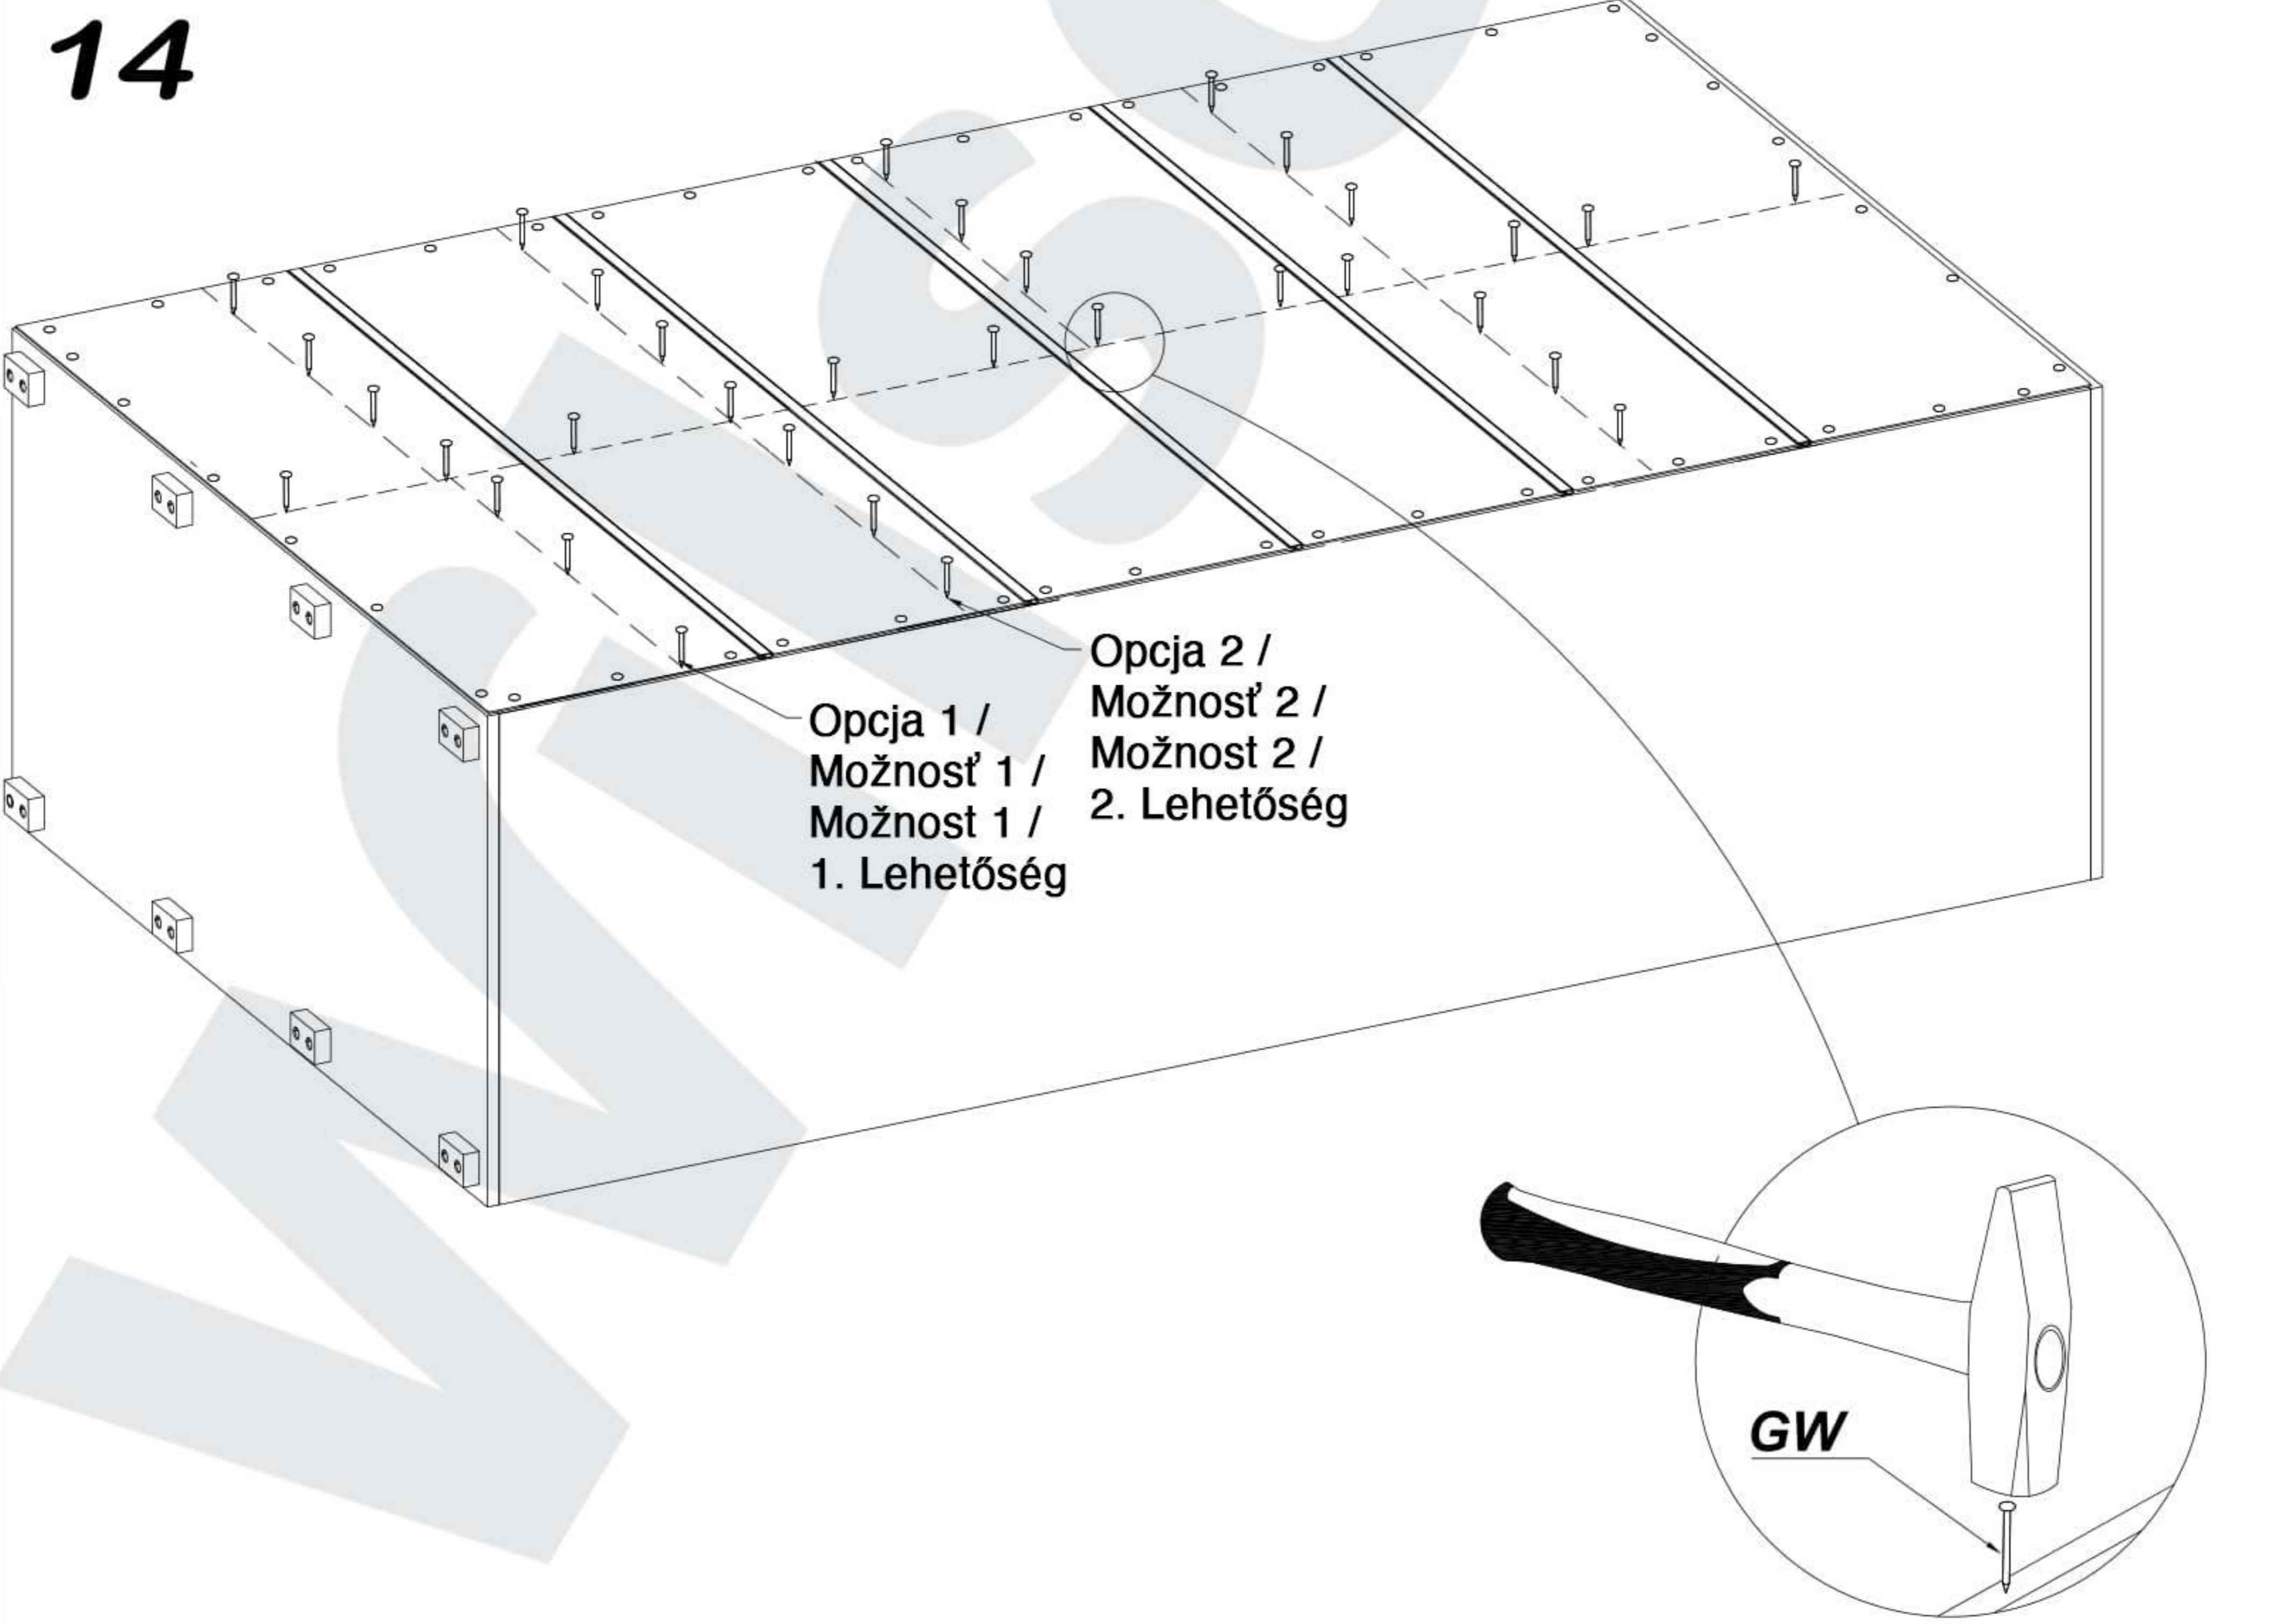 14
Opcja 1 /
Možnosť 1 /
Možnost 1 /
1. Lehetőség
Opcja 2 /
Možnosť 2 /
Možnost 2 /
2. Lehetőség
GW